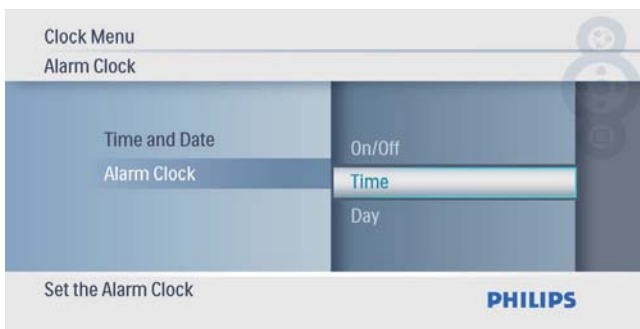 Clock Menu
Alarm Clock
Time and Date
Alarm Clock
On/Off
Time
Day
Set the Alarm Clock
PHILIPS